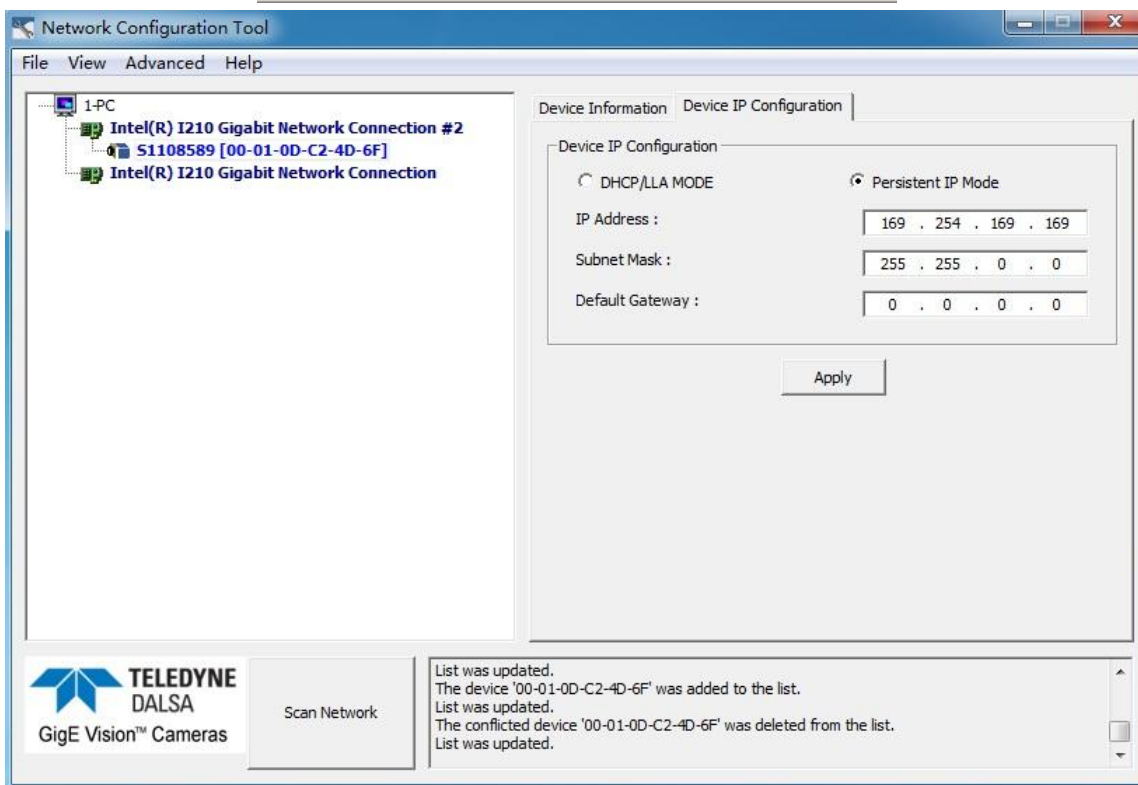 Network Configuration Tool
File View Advanced Help
1-PC
Intel(R) I210 Gigabit Network Connection #2
S1108589 [00-01-0D-C2-4D-6F]
Intel(R) I210 Gigabit Network Connection
Device Information Device IP Configuration
Device IP Configuration
DHCP/LLA MODE Persistent IP Mode
IP Address : 169 . 254 . 169 . 169
Subnet Mask : 255 . 255 . 0 . 0
Default Gateway : 0 . 0 . 0 . 0
Apply
TELEDYNE
DALSA
GigE Vision™ Cameras
Scan Network
List was updated.
The device '00-01-0D-C2-4D-6F' was added to the list.
List was updated.
The conflicted device '00-01-0D-C2-4D-6F' was deleted from the list.
List was updated.